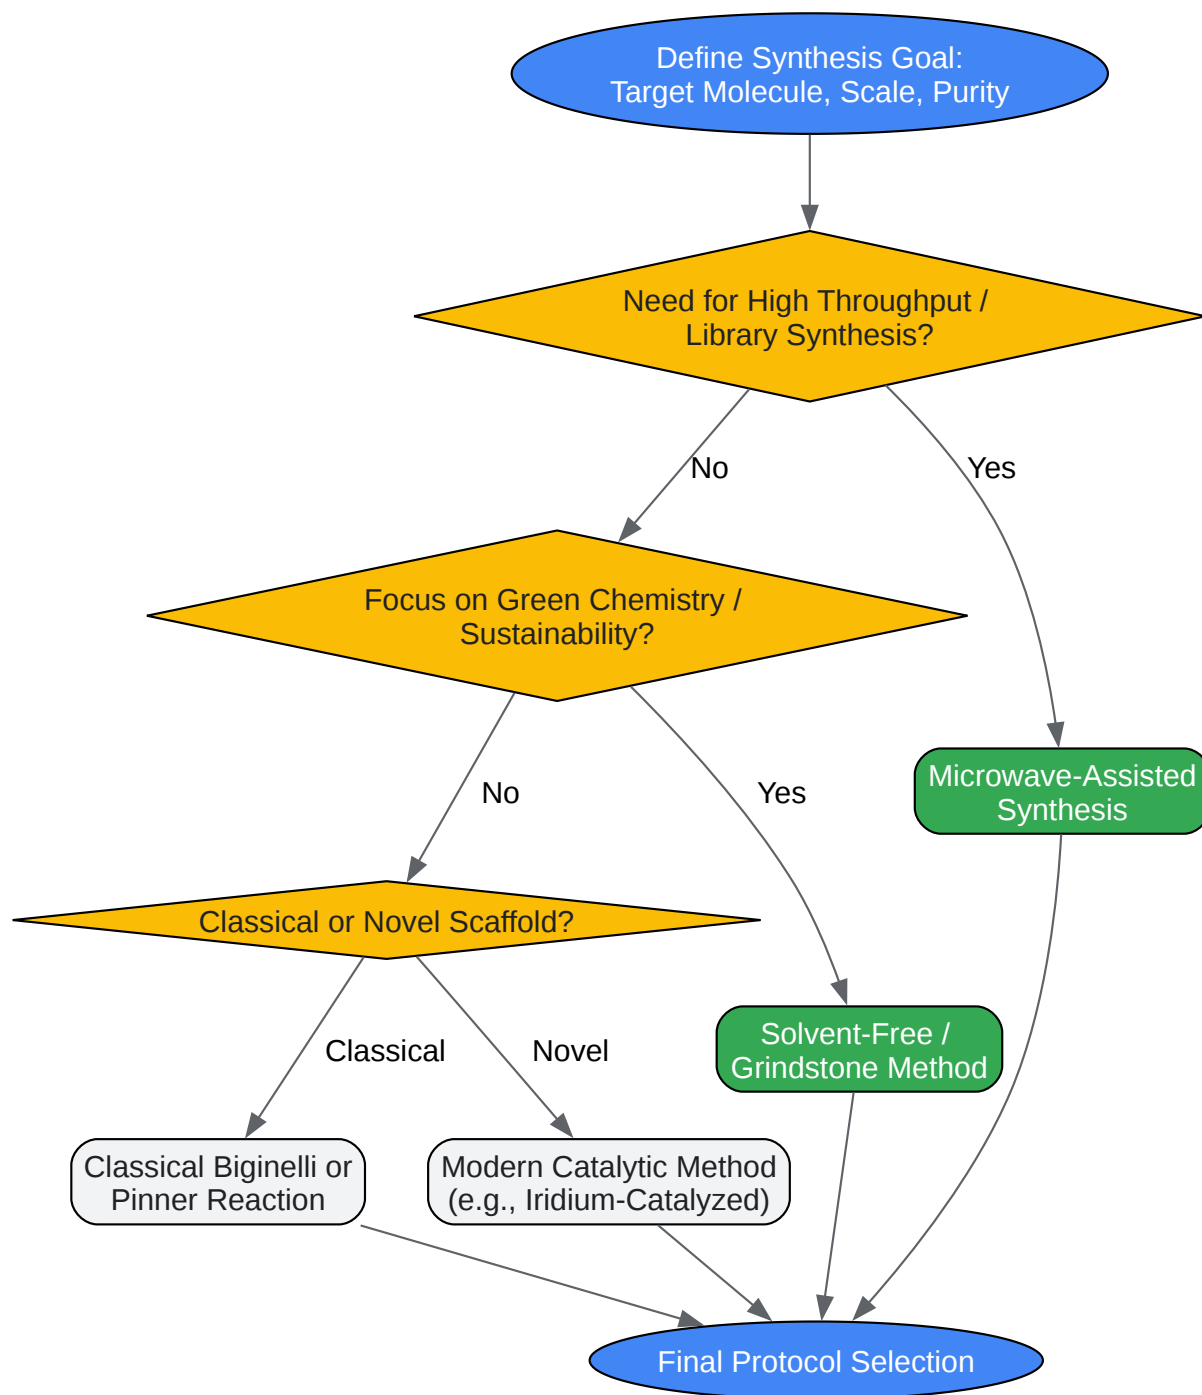 Define Synthesis Goal:
Target Molecule, Scale, Purity
Need for High Throughput /
Library Synthesis?
No
Yes
Focus on Green Chemistry /
Sustainability?
No
Yes
Microwave-Assisted
Synthesis
Classical or Novel Scaffold?
Classical
Novel
Solvent-Free /
Grindstone Method
Classical Biginelli or
Pinner Reaction
Modern Catalytic Method
(e.g., Iridium-Catalyzed)
Final Protocol Selection